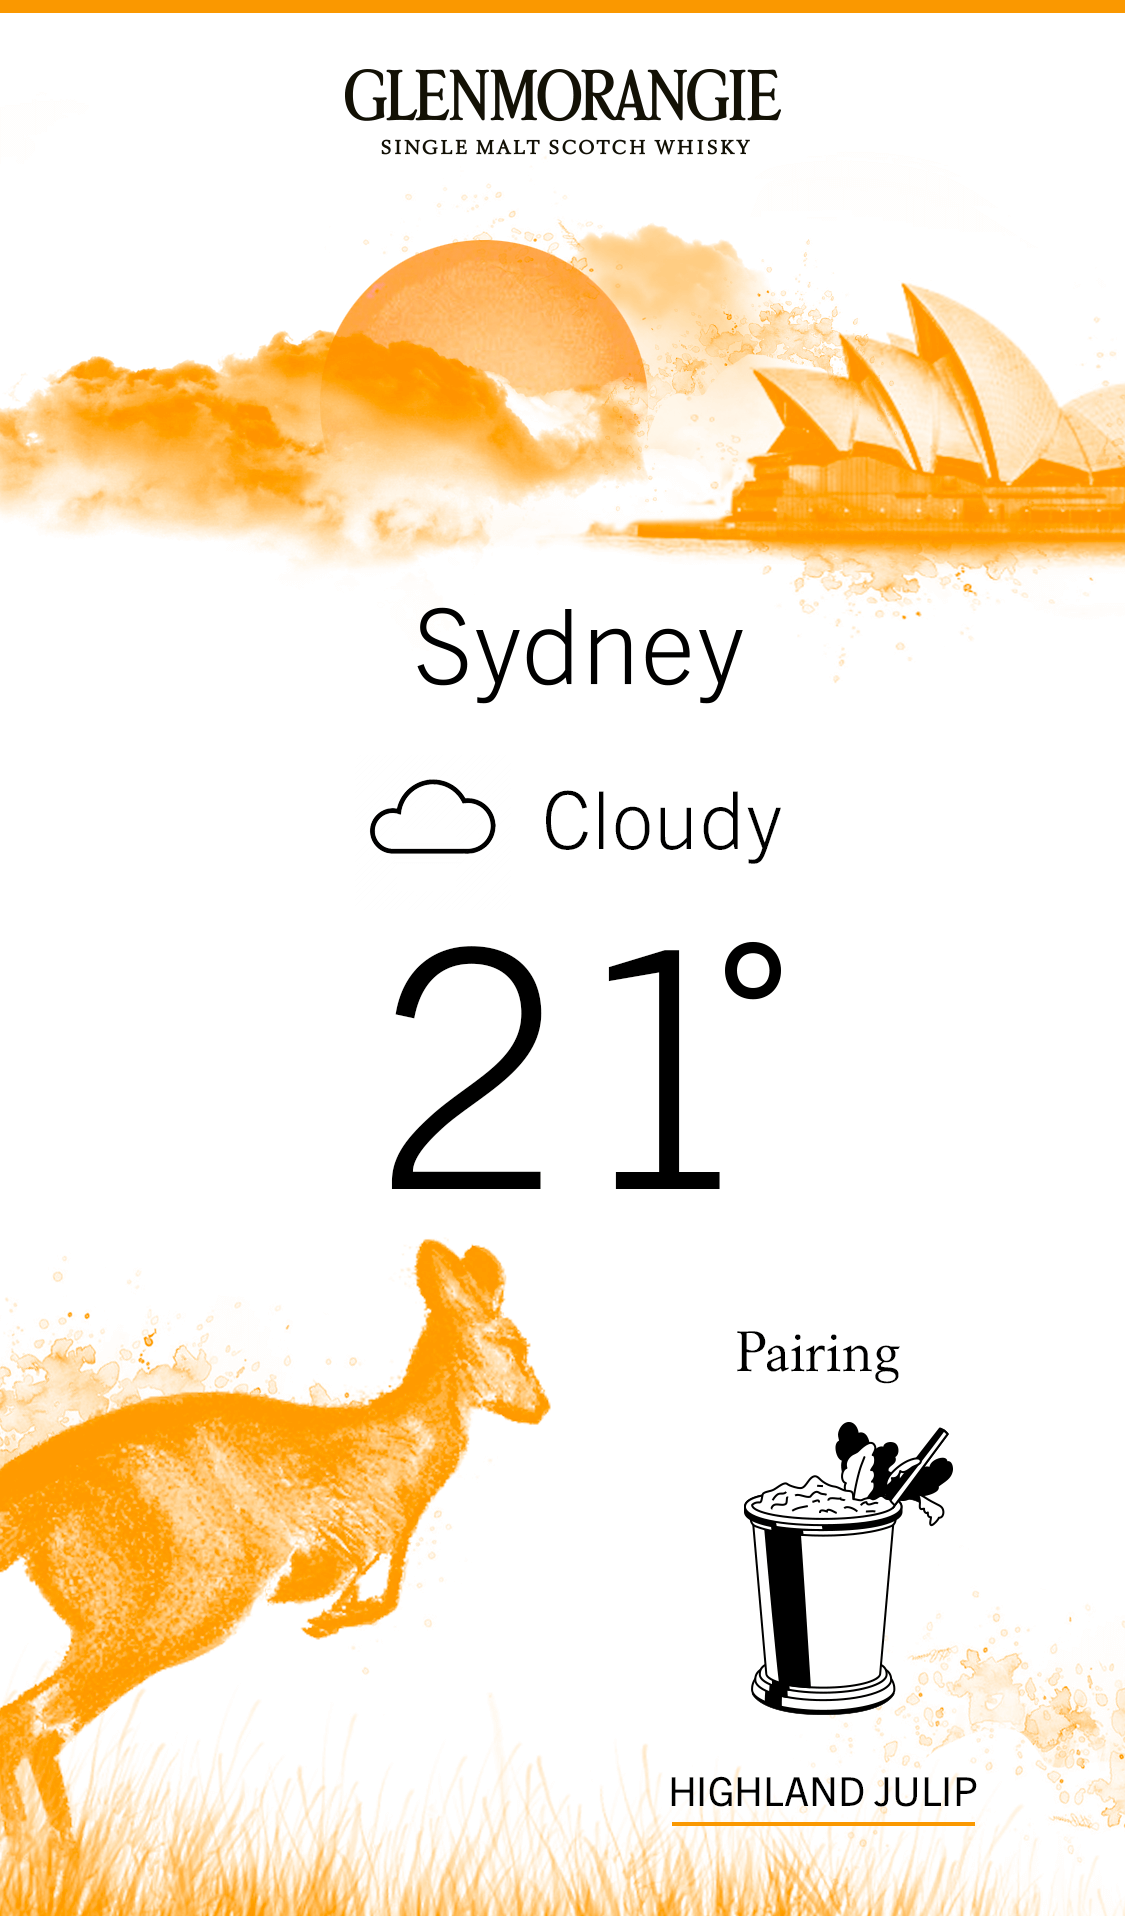 GLENMORANGIE
SINGLE MALT SCOTCH WHISKY
Sydney
Cloudy
21°
Pairing
HIGHLAND JULIP